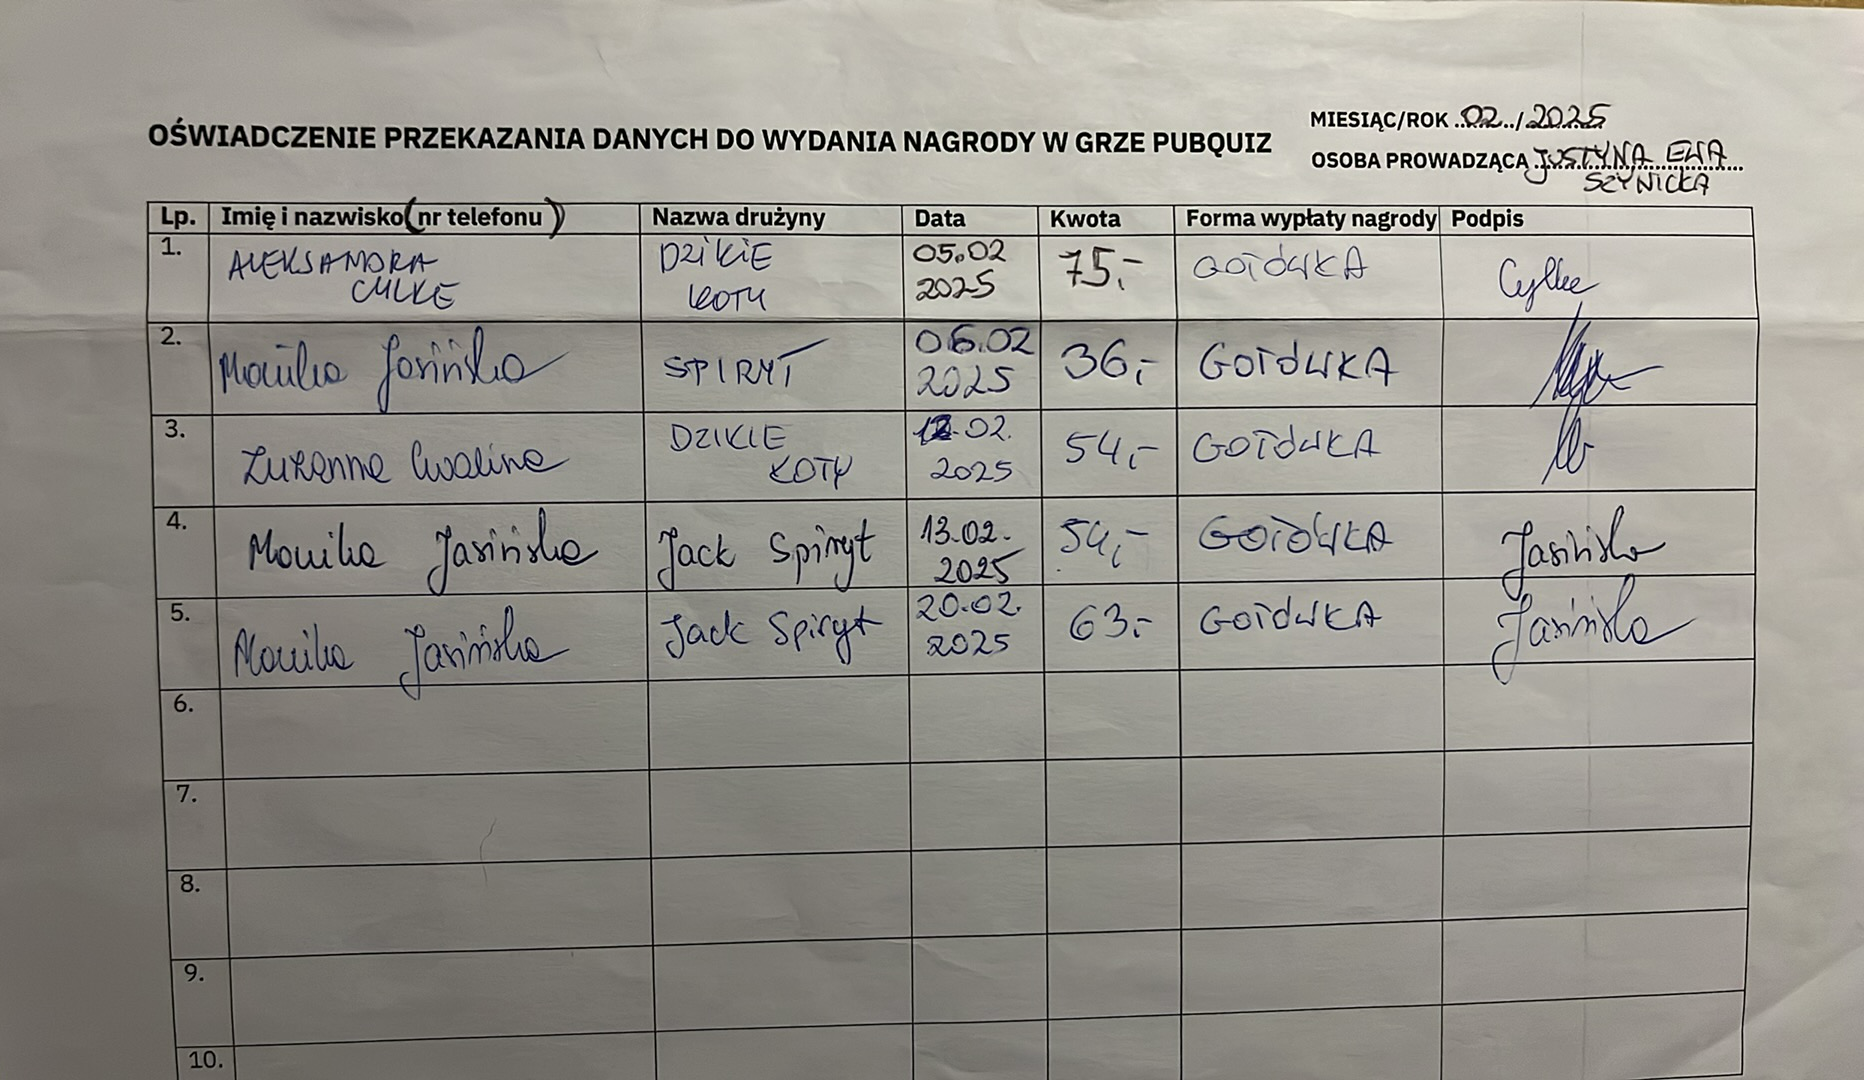 OŚWIADCZENIE PRZEKAZANIA DANYCH DO WYDANIA NAGRODY W GRZE PUBQUIZ
MIESIĄC/ROK 02/2025
OSOBA PROWADZĄCA JUSTYNA EWA
SZYNICKA
Lp. Imię i nazwisko (nr telefonu) Nazwa drużyny Data Kwota Forma wypłaty nagrody Podpis
1. ALEKSANDRA DZIKIE 05.02 75,- GOTÓWKA Cylke
CYLKE KOTY 2025
2. Monika Jasińska SPIRYT 06.02 36,- GOTÓWKA
2025
3. Zuzanna Cwalina DZIKIE 12.02. 54,- GOTÓWKA
KOTY 2025
4. Monika Jasińska Jack Spiryt 13.02. 54,- GOTÓWKA Jasińska
2025
5. Monika Jasińska Jack Spiryt 20.02. 63,- GOTÓWKA Jasińska
2025
6.
7.
8.
9.
10.